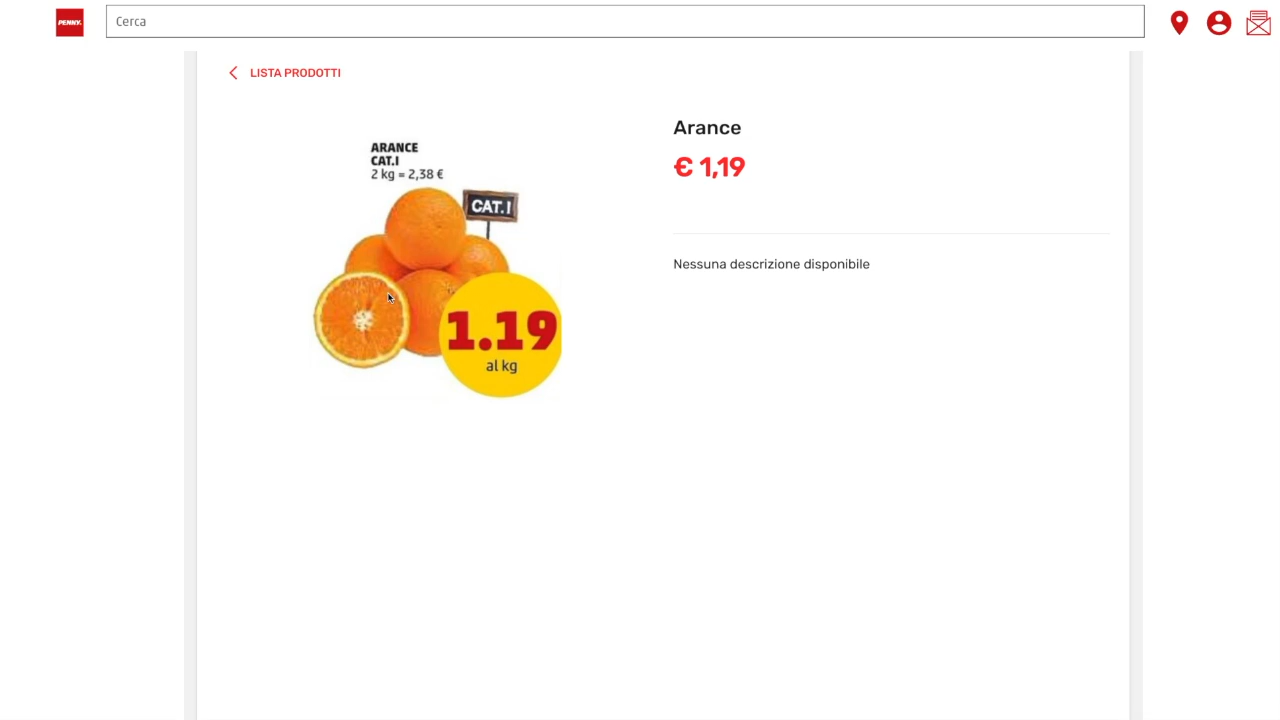 PENNY.
Cerca
LISTA PRODOTTI
ARANCE
CAT.I
2 kg = 2,38 €
CAT.I
1.19
al kg
Arance
€ 1,19
Nessuna descrizione disponibile